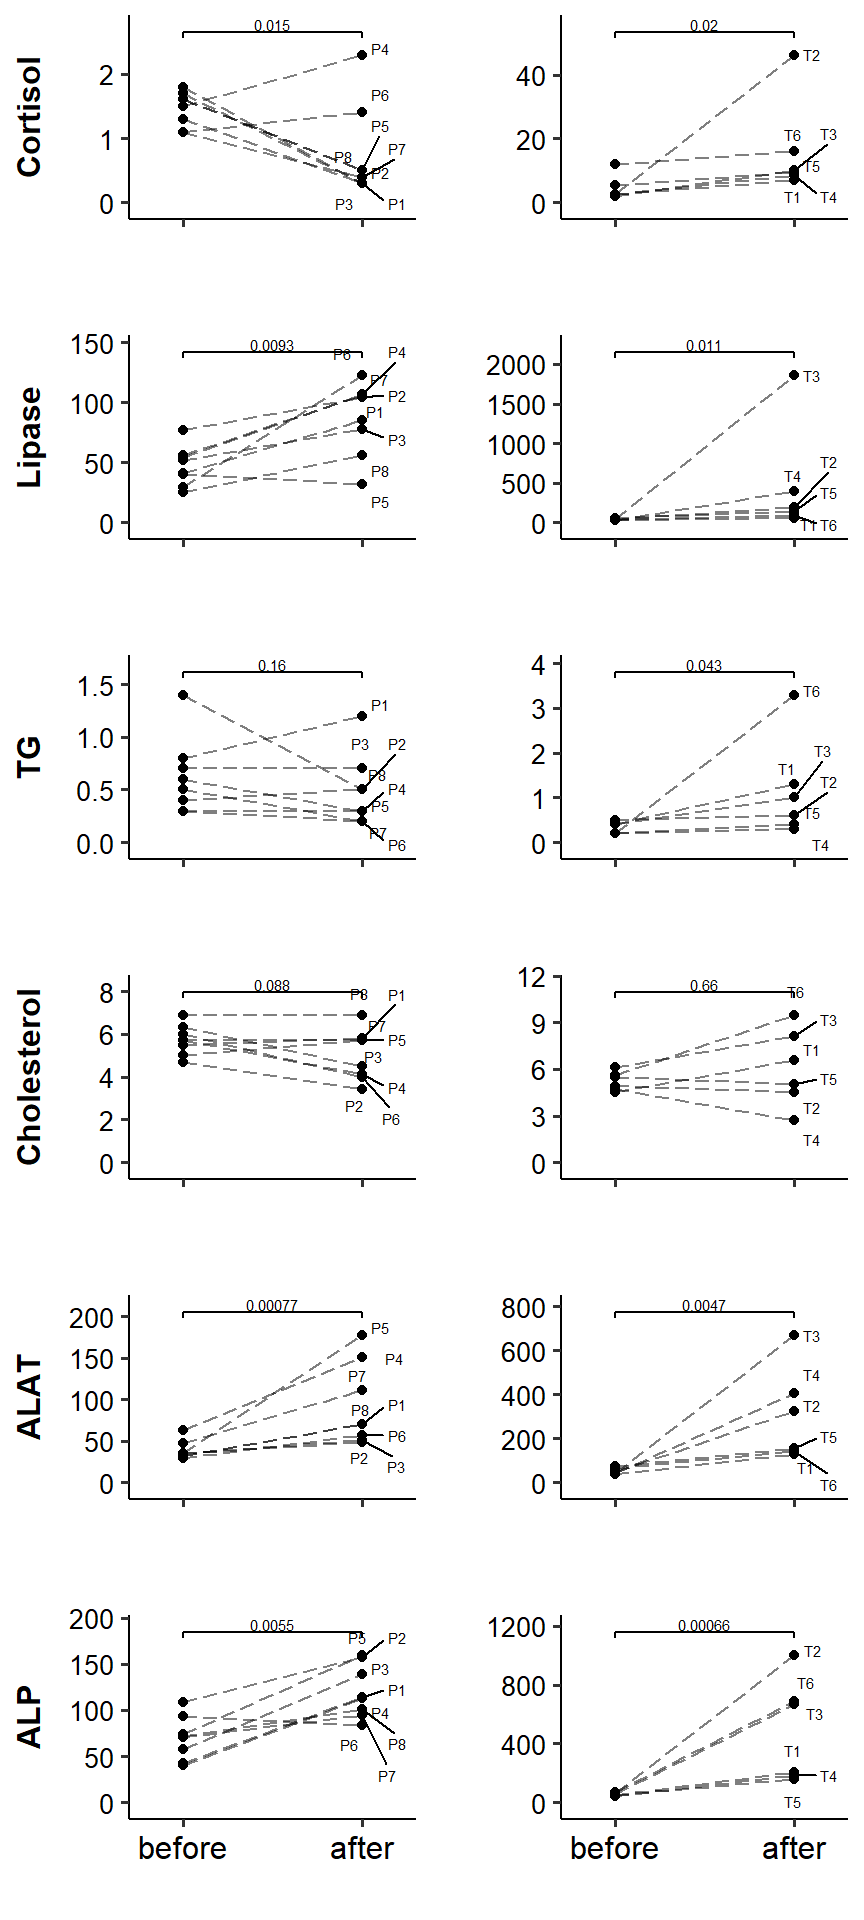 Cortisol
0.015
2
1
0
P4
P6
P5
P7
P8
P2
P3
P1
0.02
40
20
0
T2
T6
T3
T5
T1
T4
Lipase
0.0093
150
100
50
0
P6
P4
P7
P2
P1
P3
P8
P5
0.011
2000
1500
1000
500
0
T3
T2
T4
T5
T1
T6
TG
0.16
1.5
1.0
0.5
0.0
P1
P3
P2
P8
P4
P5
P7
P6
0.043
4
3
2
1
0
T6
T3
T1
T2
T5
T4
Cholesterol
0.088
8
6
4
2
0
P8
P1
P7
P5
P3
P4
P2
P6
0.66
12
9
6
3
0
T6
T3
T1
T5
T2
T4
ALAT
0.00077
200
150
100
50
0
P5
P4
P7
P1
P8
P6
P2
P3
0.0047
800
600
400
200
0
T3
T4
T2
T5
T1
T6
ALP
0.0055
200
150
100
50
0
P5
P2
P3
P1
P4
P8
P6
P7
0.00066
1200
800
400
0
T2
T6
T3
T1
T4
T5
before after
before after